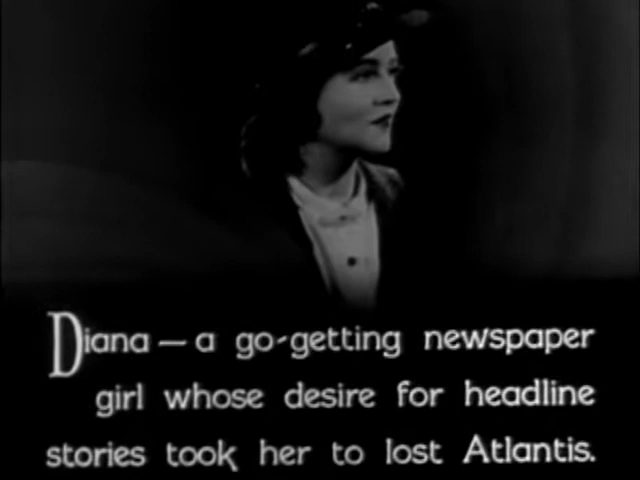 Diana — a go-getting newspaper
girl whose desire for headline
stories took her to lost Atlantis.